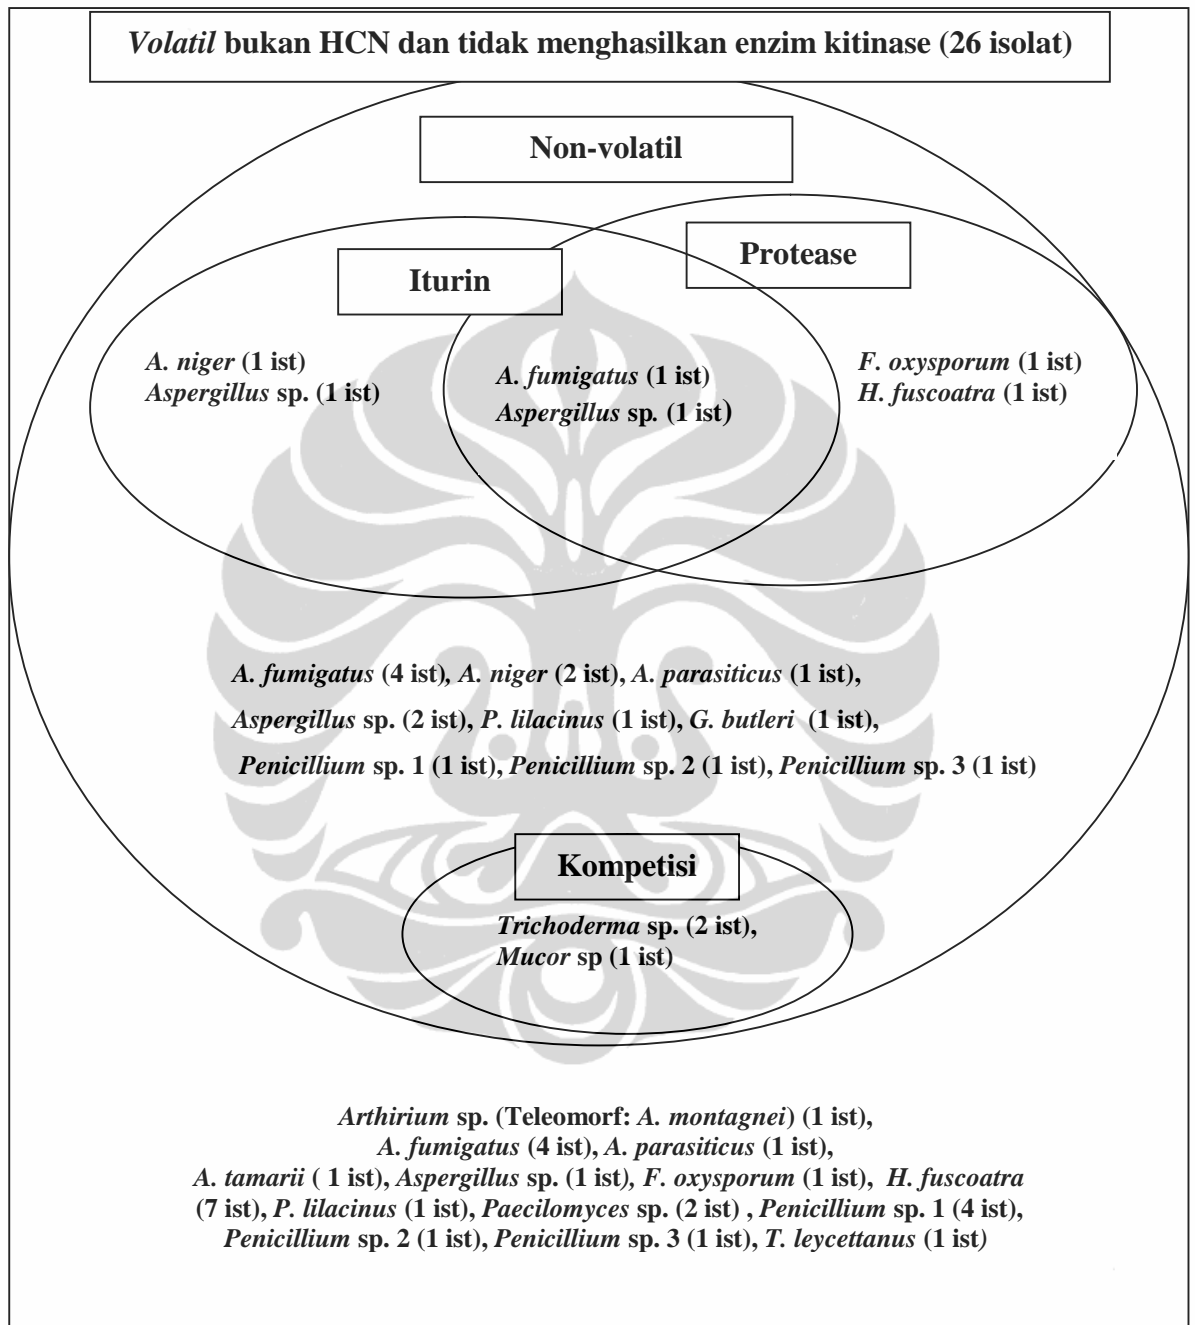 Volatil bukan HCN dan tidak menghasilkan enzim kitinase (26 isolat)
Non-volatil
Protease
Iturin
A. niger (1 ist)
Aspergillus sp. (1 ist)
A. fumigatus (1 ist)
Aspergillus sp. (1 ist)
F. oxysporum (1 ist)
H. fuscoatra (1 ist)
A. fumigatus (4 ist), A. niger (2 ist), A. parasiticus (1 ist),
Aspergillus sp. (2 ist), P. lilacinus (1 ist), G. butleri (1 ist),
Penicillium sp. 1 (1 ist), Penicillium sp. 2 (1 ist), Penicillium sp. 3 (1 ist)
Kompetisi
Trichoderma sp. (2 ist),
Mucor sp (1 ist)
Arthirium sp. (Teleomorf: A. montagnei) (1 ist),
A. fumigatus (4 ist), A. parasiticus (1 ist),
A. tamarii ( 1 ist), Aspergillus sp. (1 ist), F. oxysporum (1 ist), H. fuscoatra
(7 ist), P. lilacinus (1 ist), Paecilomyces sp. (2 ist) , Penicillium sp. 1 (4 ist),
Penicillium sp. 2 (1 ist), Penicillium sp. 3 (1 ist), T. leycettanus (1 ist)